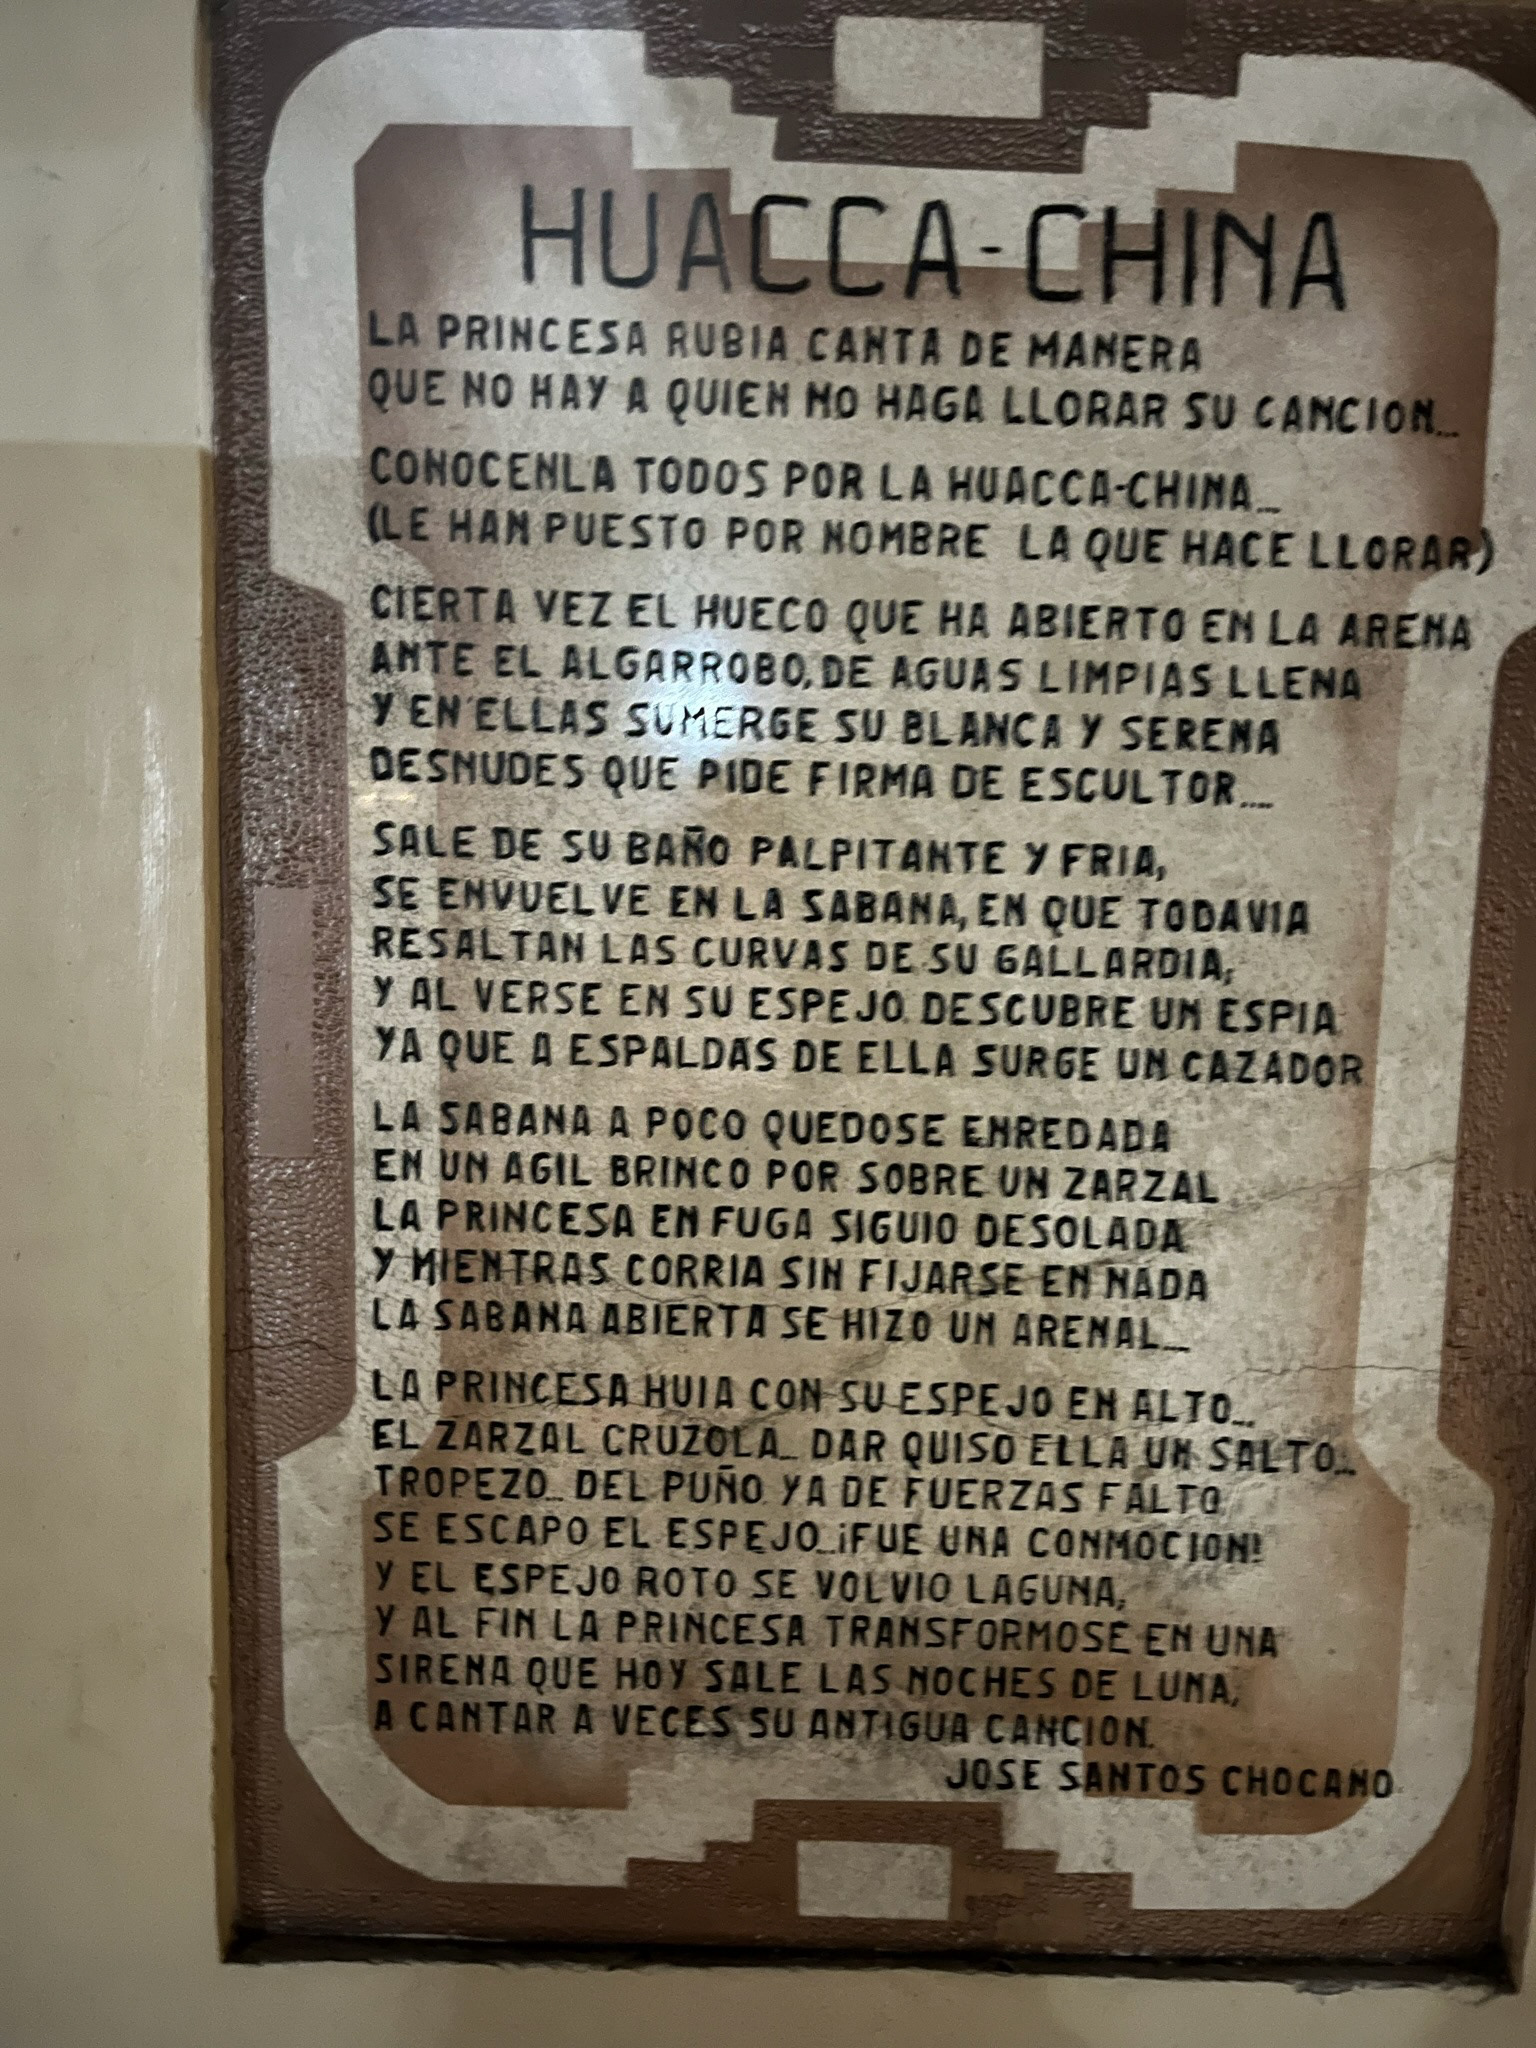 HUACCA-CHINA
LA PRINCESA RUBIA CANTA DE MANERA
QUE NO HAY A QUIEN NO HAGA LLORAR SU CANCION...
CONOCENLA TODOS POR LA HUACCA-CHINA...
(LE HAN PUESTO POR NOMBRE LA QUE HACE LLORAR)
CIERTA VEZ EL HUECO QUE HA ABIERTO EN LA ARENA
ANTE EL ALGARROBO, DE AGUAS LIMPIAS LLENA
Y EN ELLAS SUMERGE SU BLANCA Y SERENA
DESNUDES QUE PIDE FIRMA DE ESCULTOR....
SALE DE SU BAÑO PALPITANTE Y FRIA,
SE ENVUELVE EN LA SABANA, EN QUE TODAVIA
RESALTAN LAS CURVAS DE SU GALLARDIA;
Y AL VERSE EN SU ESPEJO DESCUBRE UN ESPIA
YA QUE A ESPALDAS DE ELLA SURGE UN CAZADOR
LA SABANA A POCO QUEDOSE ENREDADA
EN UN AGIL BRINCO POR SOBRE UN ZARZAL
LA PRINCESA EN FUGA SIGUIO DESOLADA
Y MIENTRAS CORRIA SIN FIJARSE EN NADA
LA SABANA ABIERTA SE HIZO UN ARENAL...
LA PRINCESA HUIA CON SU ESPEJO EN ALTO...
EL ZARZAL CRUZOLA... DAR QUISO ELLA UN SALTO...
TROPEZO... DEL PUÑO YA DE FUERZAS FALTO
SE ESCAPO EL ESPEJO...¡FUE UNA CONMOCION!
Y EL ESPEJO ROTO SE VOLVIO LAGUNA,
Y AL FIN LA PRINCESA TRANSFORMOSE EN UNA
SIRENA QUE HOY SALE LAS NOCHES DE LUNA,
A CANTAR A VECES SU ANTIGUA CANCION.
JOSE SANTOS CHOCANO